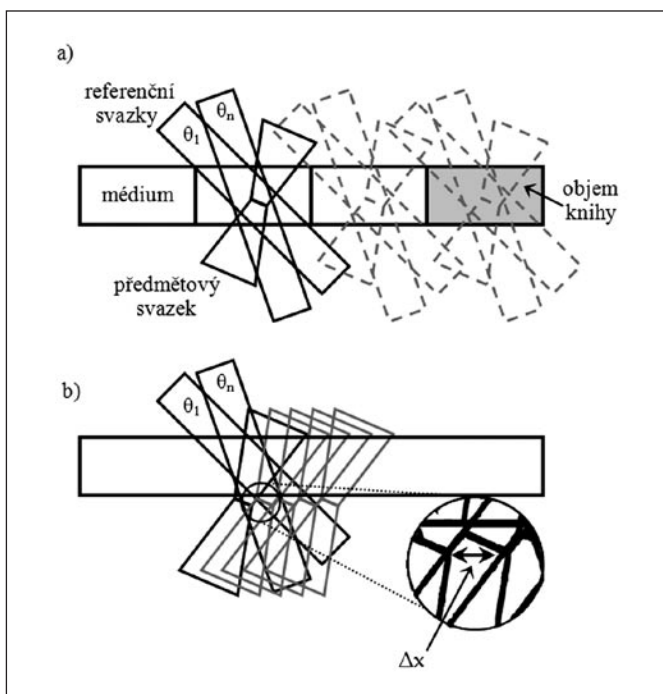 a)
referenční
svazky
θ₁
θₙ
médium
objem
knihy
předmětový
svazek
b)
θ₁
θₙ
Δx